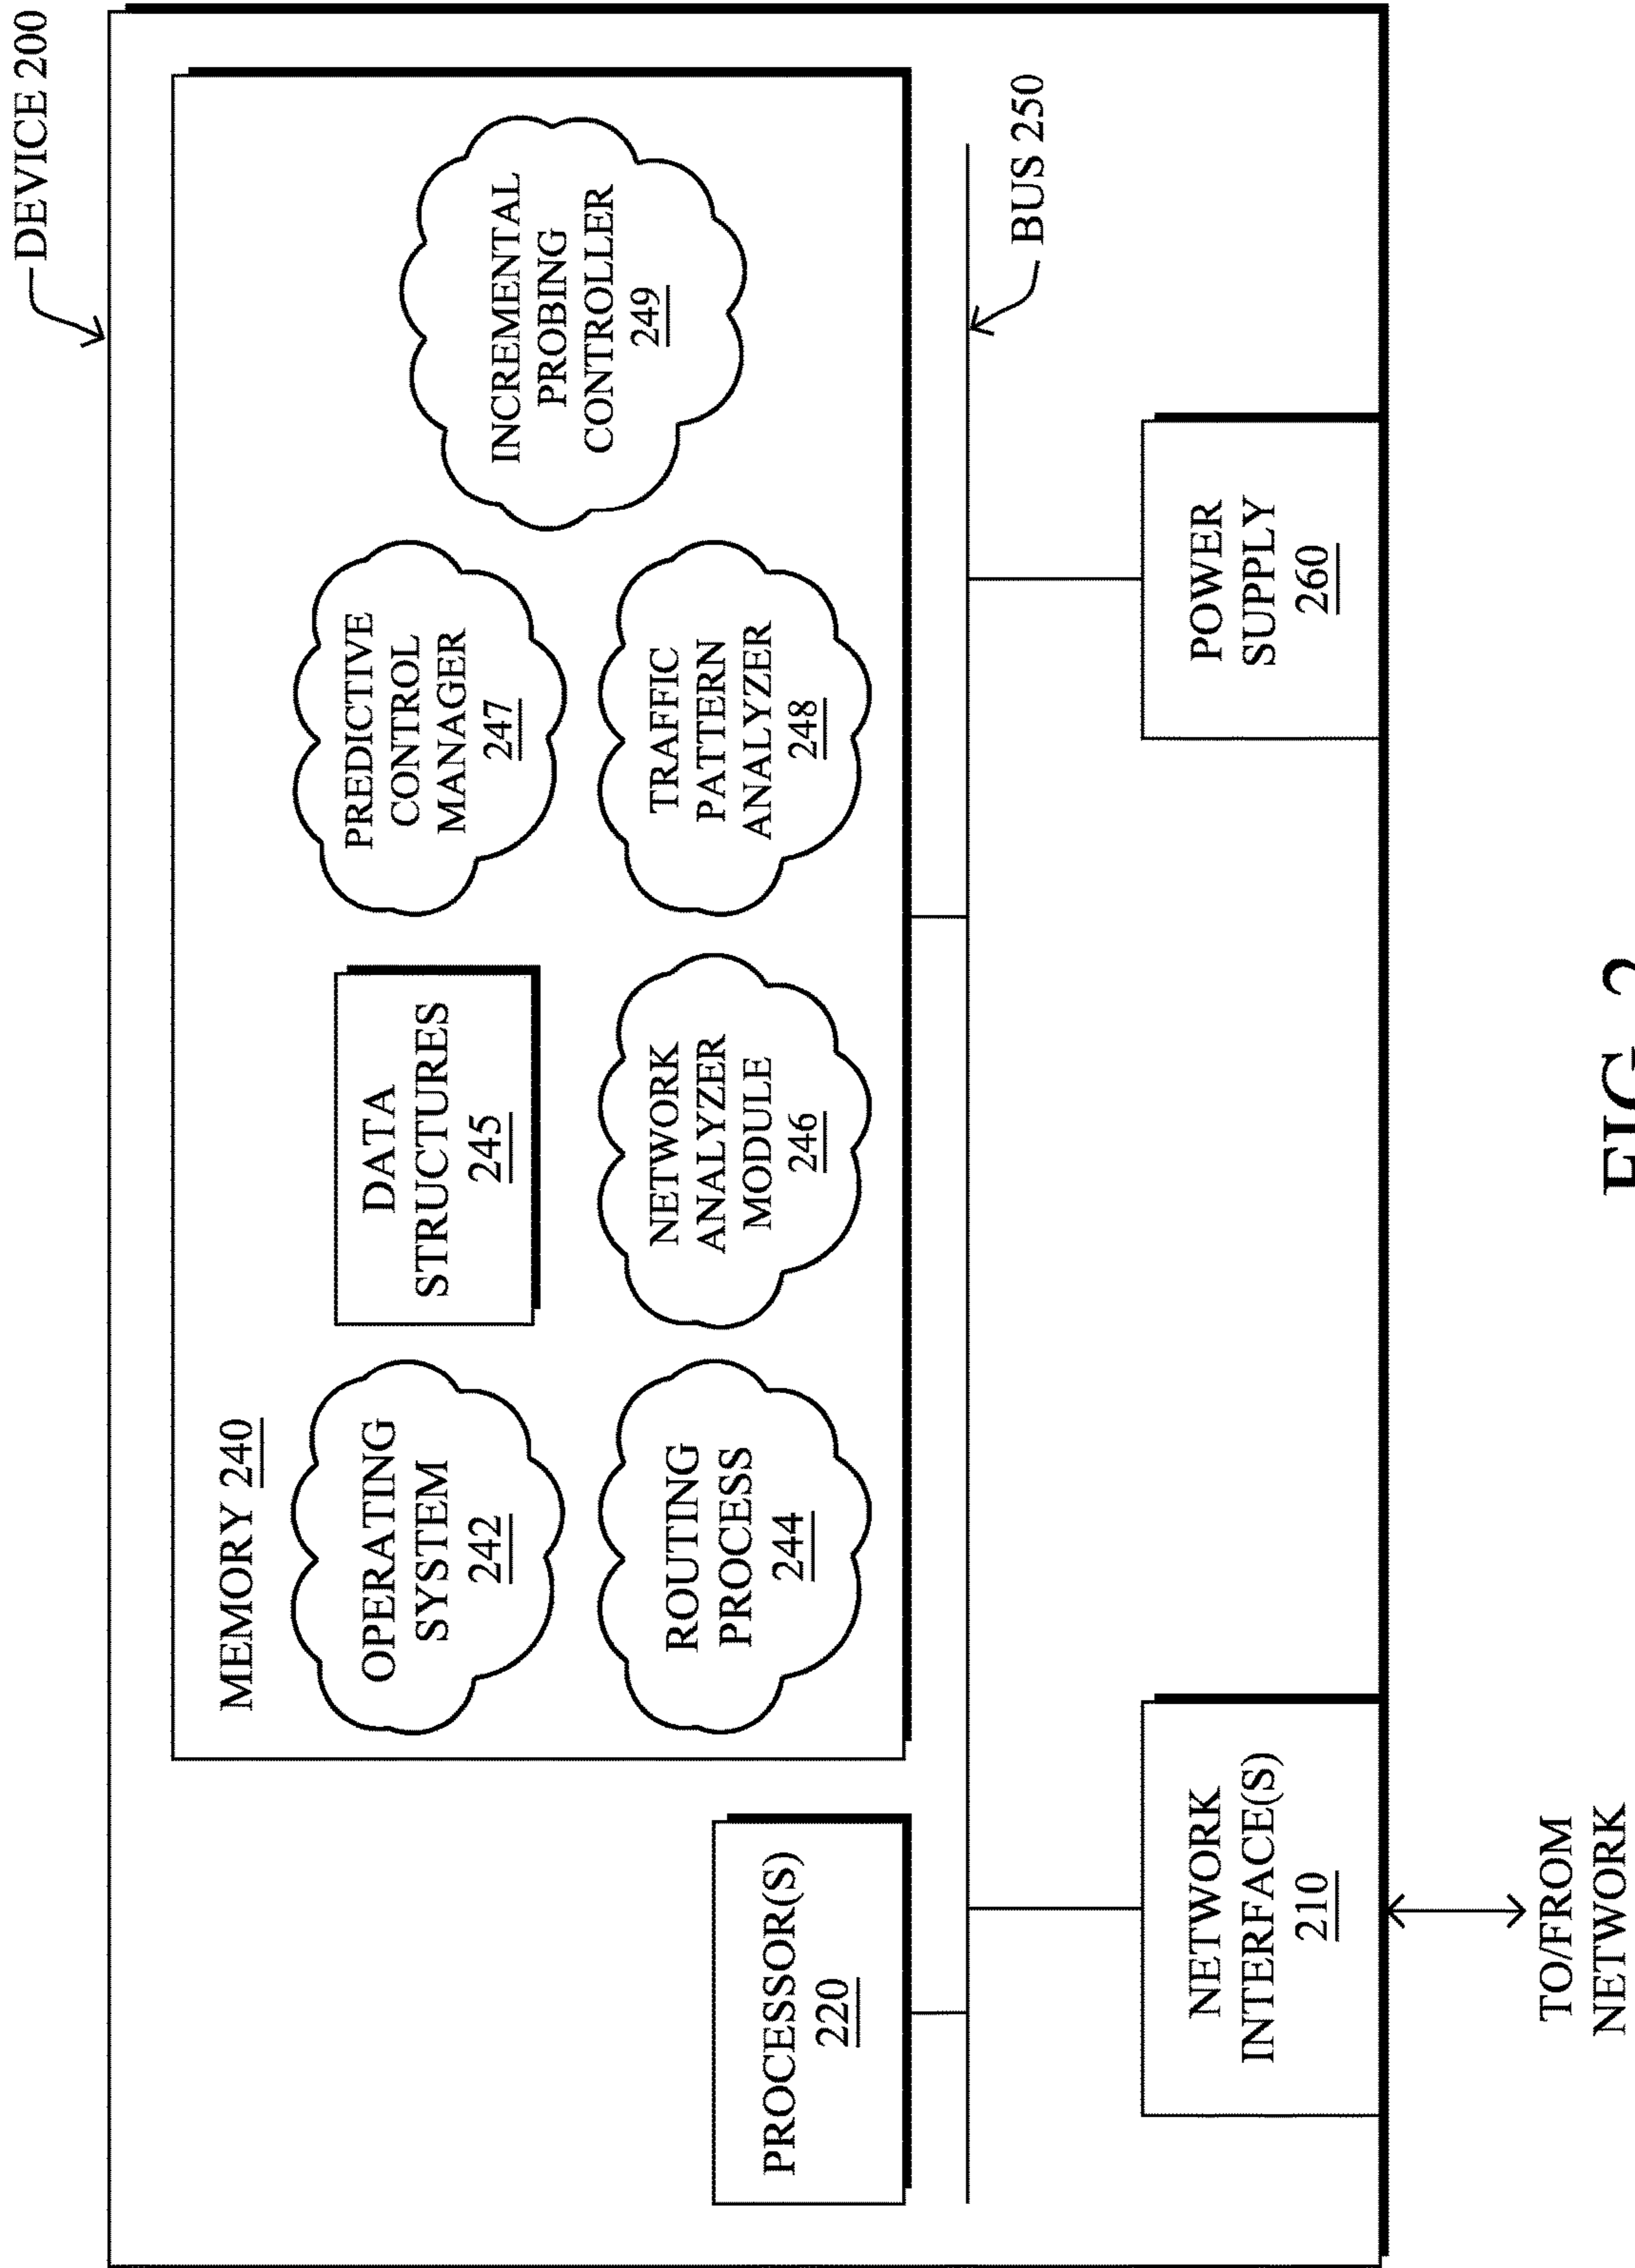 DEVICE 200
MEMORY 240
OPERATING
SYSTEM
242
DATA
STRUCTURES
245
PREDICTIVE
CONTROL
MANAGER
247
INCREMENTAL
PROBING
CONTROLLER
249
ROUTING
PROCESS
244
NETWORK
ANALYZER
MODULE
246
TRAFFIC
PATTERN
ANALYZER
248
PROCESSOR(S)
220
BUS 250
NETWORK
INTERFACE(S)
210
POWER
SUPPLY
260
TO/FROM
NETWORK
FIG. 2